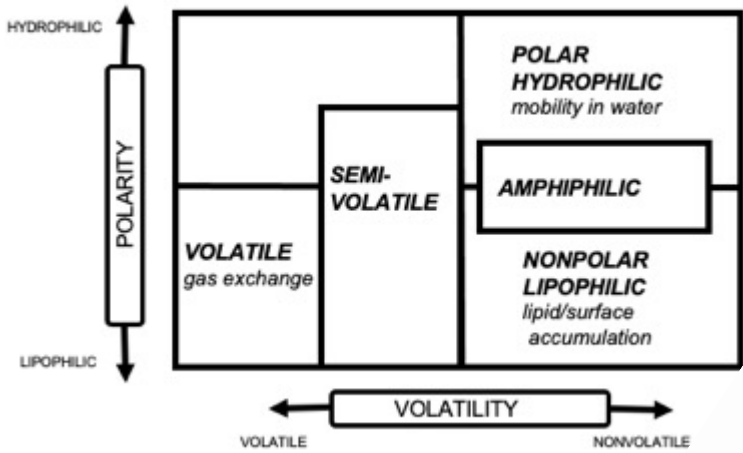 HYDROPHILIC
POLARITY
LIPOPHILIC
POLAR
HYDROPHILIC
mobility in water
SEMI-
VOLATILE
AMPHIPHILIC
VOLATILE
gas exchange
NONPOLAR
LIPOPHILIC
lipid/surface
accumulation
VOLATILITY
VOLATILE
NONVOLATILE